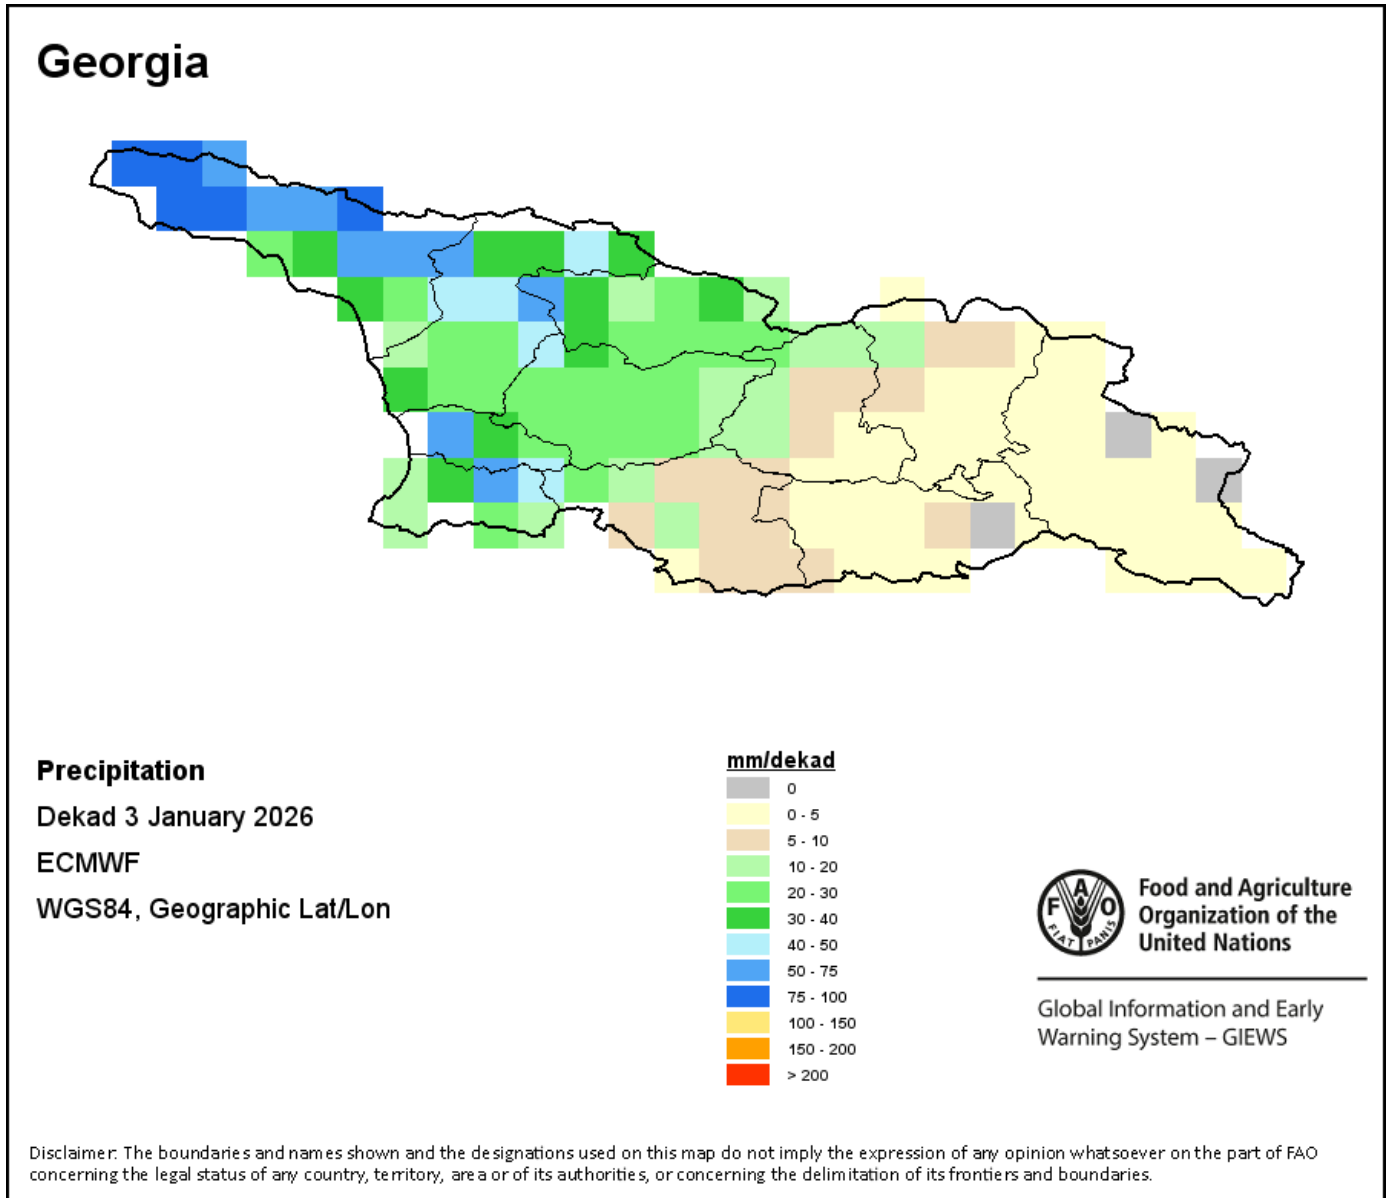 Georgia
Precipitation
Dekad 3 January 2026
ECMWF
WGS84, Geographic Lat/Lon
mm/dekad
0
0 - 5
5 - 10
10 - 20
20 - 30
30 - 40
40 - 50
50 - 75
75 - 100
100 - 150
150 - 200
> 200
F A O
FIAT PANIS
Food and Agriculture
Organization of the
United Nations
Global Information and Early
Warning System – GIEWS
Disclaimer: The boundaries and names shown and the designations used on this map do not imply the expression of any opinion whatsoever on the part of FAO
concerning the legal status of any country, territory, area or of its authorities, or concerning the delimitation of its frontiers and boundaries.